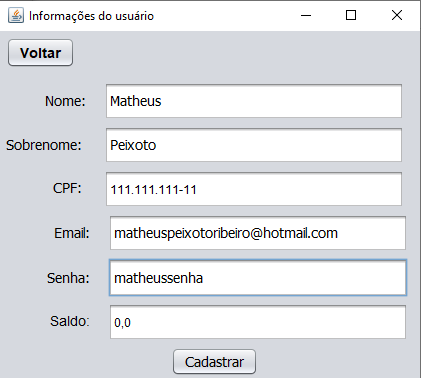 Informações do usuário
Voltar
Nome: Matheus
Sobrenome: Peixoto
CPF: 111.111.111-11
Email: matheuspeixotoribeiro@hotmail.com
Senha: matheussenha
Saldo: 0,0
Cadastrar